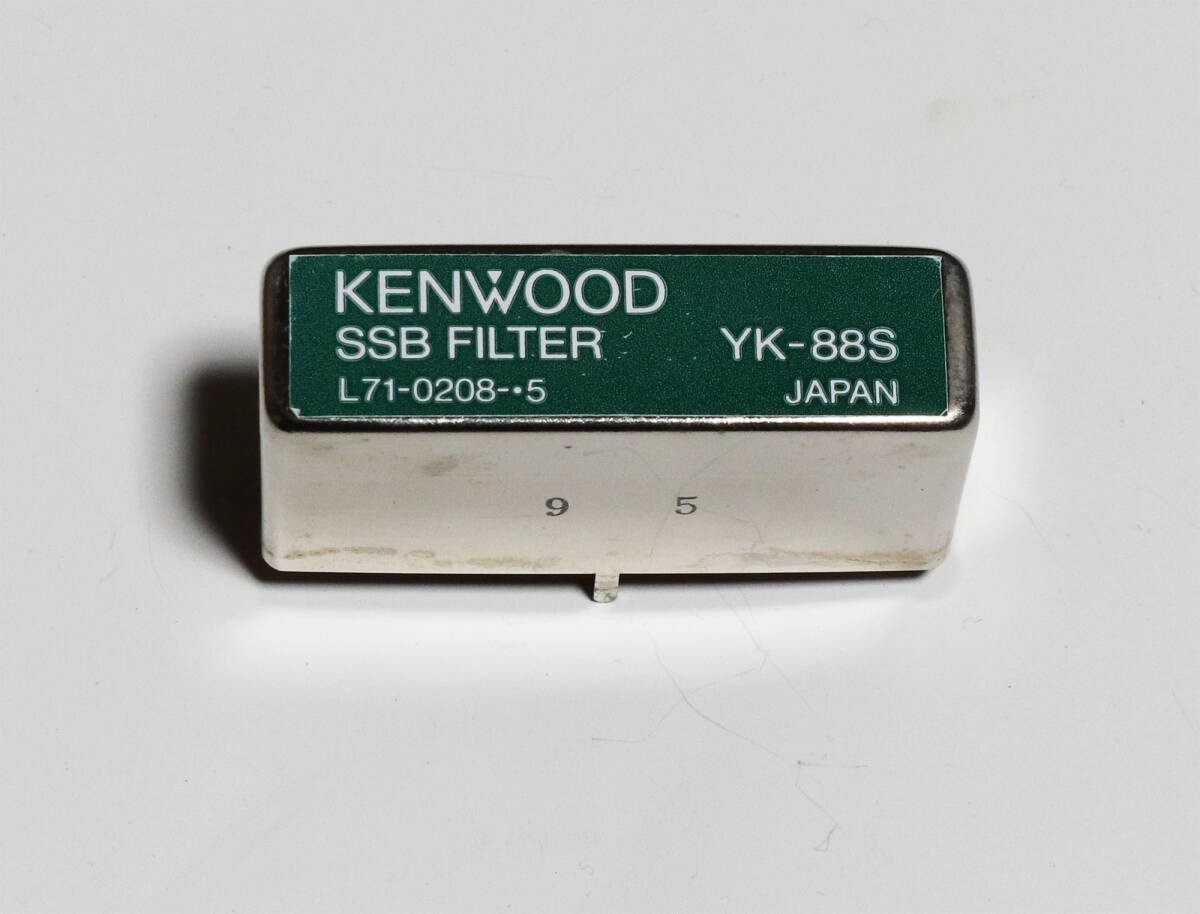 KENWOOD
SSB FILTER YK-88S
L71-0208-•5 JAPAN
9 5